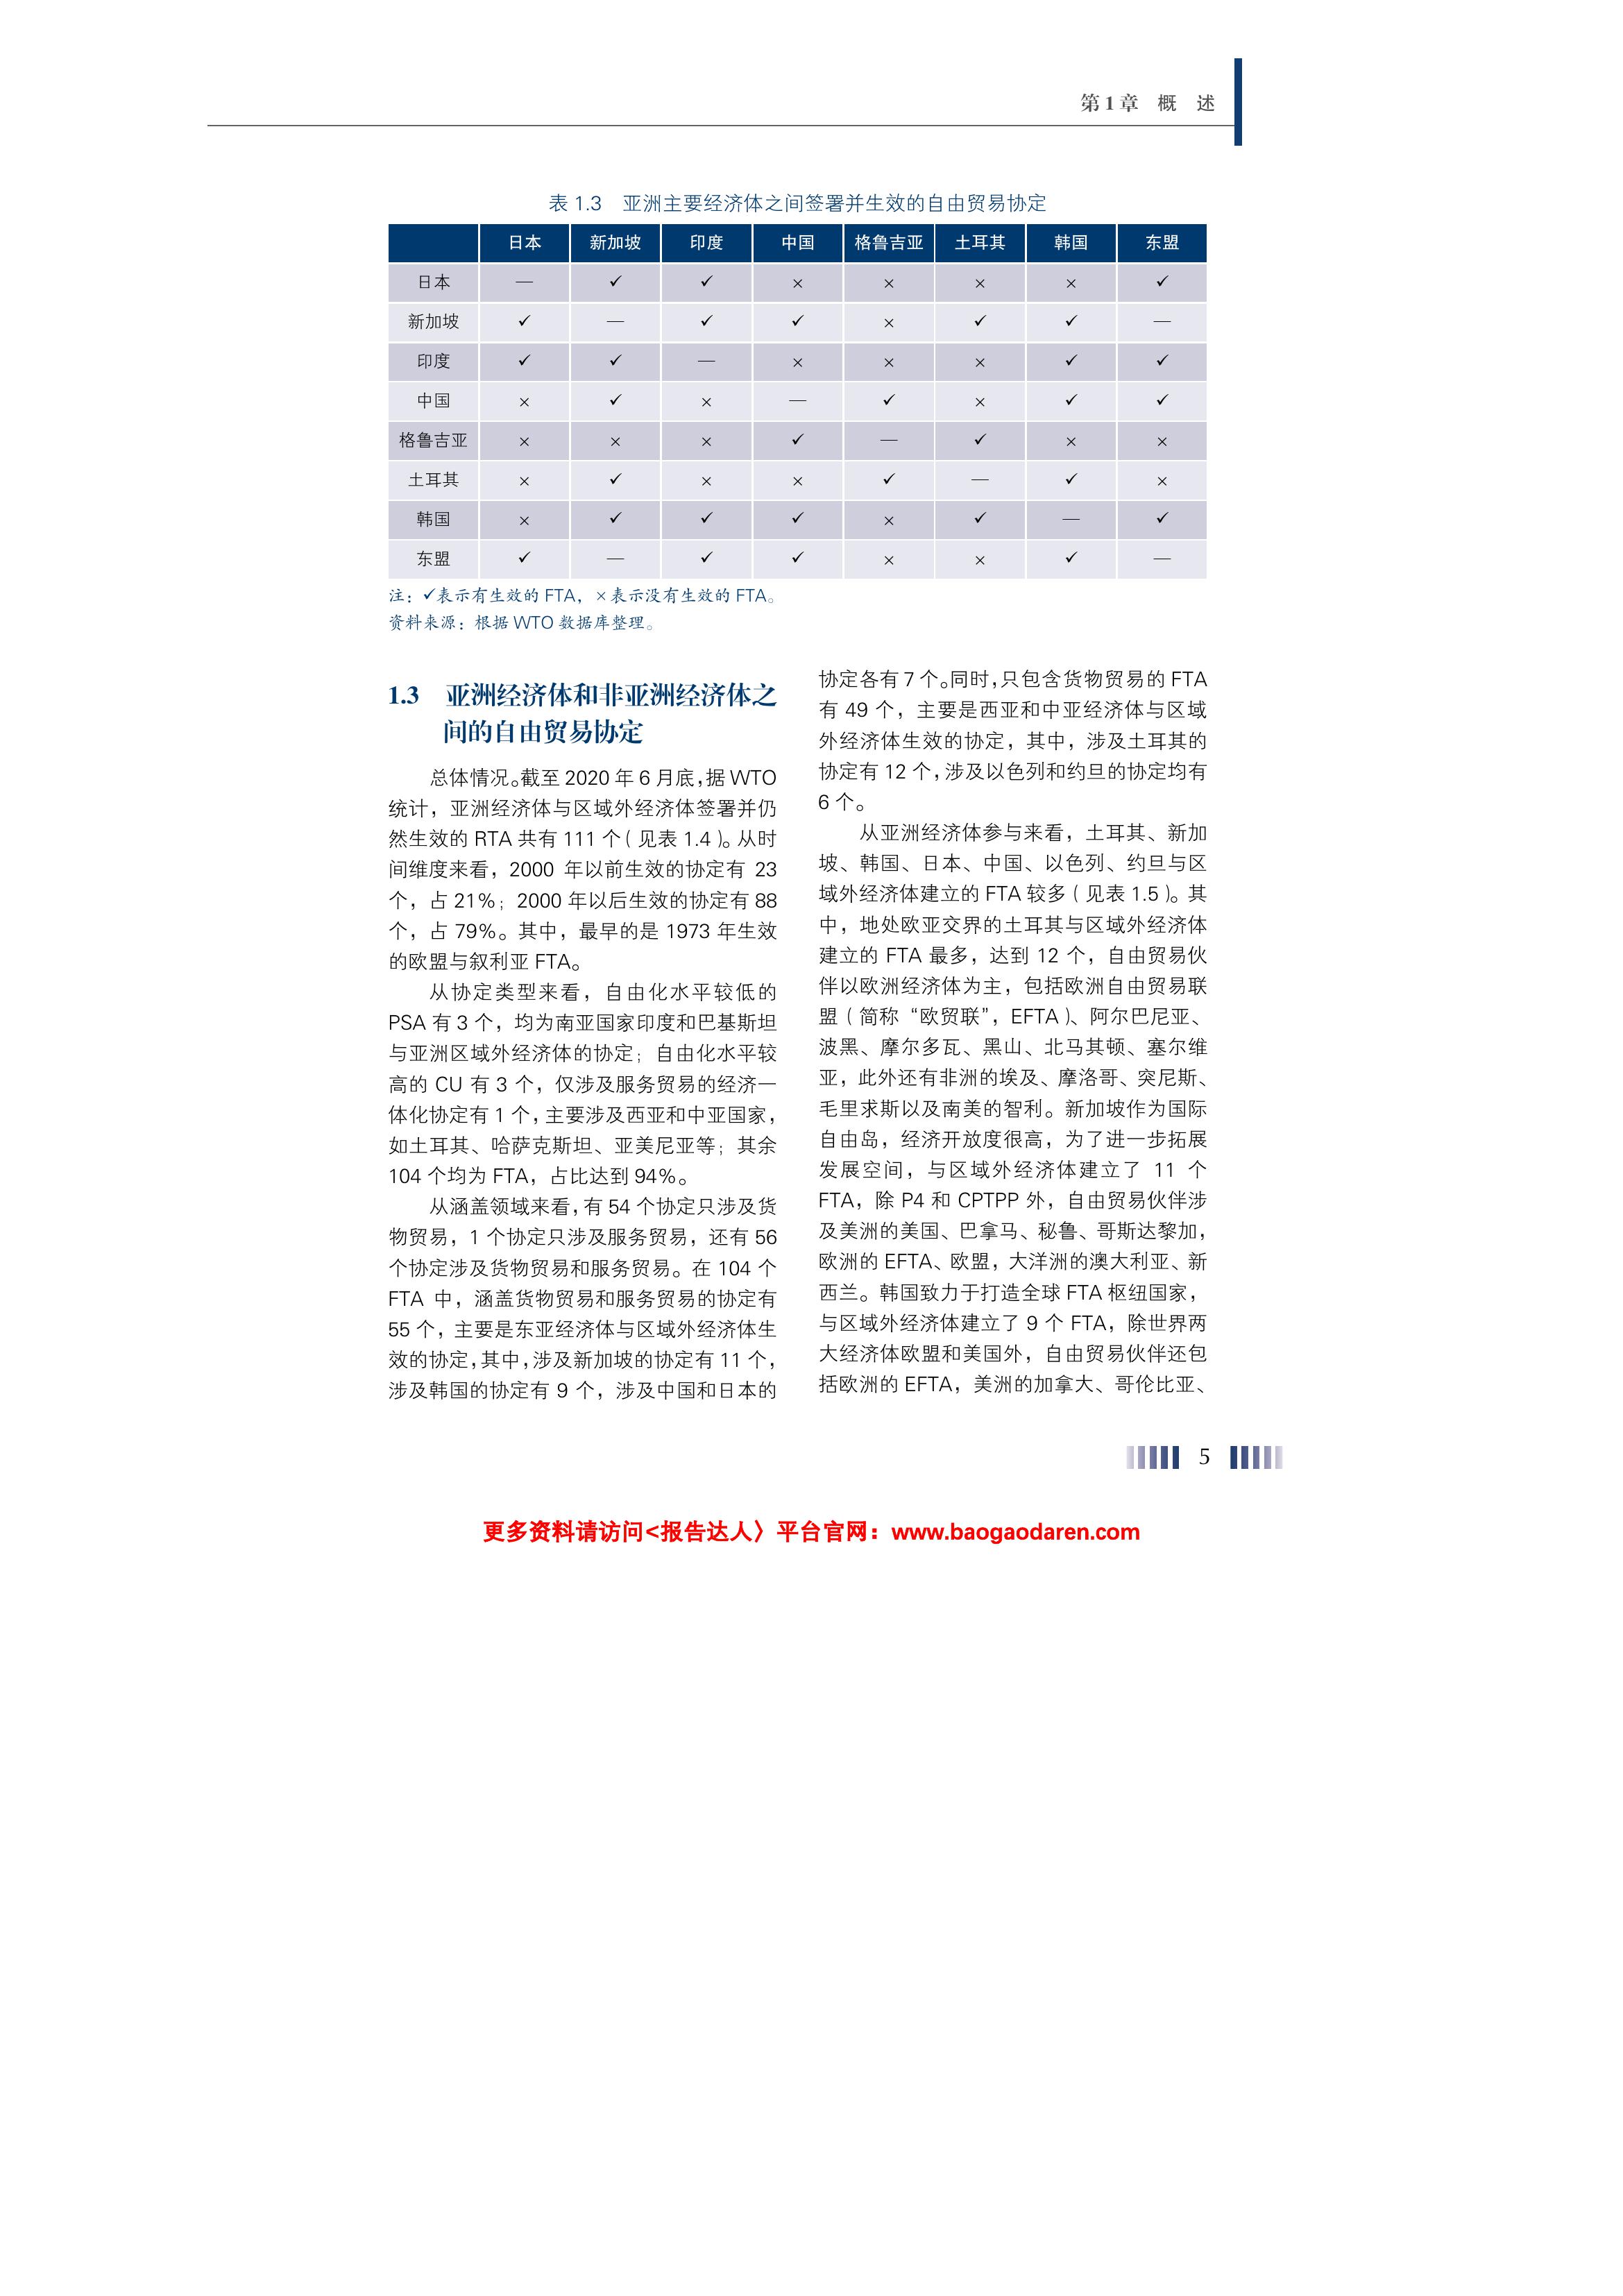 第1章 概 述
表 1.3 亚洲主要经济体之间签署并生效的自由贸易协定
日本 新加坡 印度 中国 格鲁吉亚 土耳其 韩国 东盟
日本 — ✓ ✓ × × × × ✓
新加坡 ✓ — ✓ ✓ × ✓ ✓ —
印度 ✓ ✓ — × × × ✓ ✓
中国 × ✓ × — ✓ × ✓ ✓
格鲁吉亚 × × × ✓ — ✓ × ×
土耳其 × ✓ × × ✓ — ✓ ×
韩国 × ✓ ✓ ✓ × ✓ — ✓
东盟 ✓ — ✓ ✓ × × ✓ —
注：✓表示有生效的 FTA，×表示没有生效的 FTA。
资料来源：根据 WTO 数据库整理。
1.3 亚洲经济体和非亚洲经济体之
间的自由贸易协定
总体情况。截至 2020 年 6 月底，据 WTO
统计，亚洲经济体与区域外经济体签署并仍
然生效的 RTA 共有 111 个（见表 1.4）。从时
间维度来看，2000 年以前生效的协定有 23
个，占 21%；2000 年以后生效的协定有 88
个，占 79%。其中，最早的是 1973 年生效
的欧盟与叙利亚 FTA。
从协定类型来看，自由化水平较低的
PSA 有 3 个，均为南亚国家印度和巴基斯坦
与亚洲区域外经济体的协定；自由化水平较
高的 CU 有 3 个，仅涉及服务贸易的经济一
体化协定有 1 个，主要涉及西亚和中亚国家，
如土耳其、哈萨克斯坦、亚美尼亚等；其余
104 个均为 FTA，占比达到 94%。
从涵盖领域来看，有 54 个协定只涉及货
物贸易，1 个协定只涉及服务贸易，还有 56
个协定涉及货物贸易和服务贸易。在 104 个
FTA 中，涵盖货物贸易和服务贸易的协定有
55 个，主要是东亚经济体与区域外经济体生
效的协定，其中，涉及新加坡的协定有 11 个，
涉及韩国的协定有 9 个，涉及中国和日本的
协定各有 7 个。同时，只包含货物贸易的 FTA
有 49 个，主要是西亚和中亚经济体与区域
外经济体生效的协定，其中，涉及土耳其的
协定有 12 个，涉及以色列和约旦的协定均有
6 个。
从亚洲经济体参与来看，土耳其、新加
坡、韩国、日本、中国、以色列、约旦与区
域外经济体建立的 FTA 较多（见表 1.5）。其
中，地处欧亚交界的土耳其与区域外经济体
建立的 FTA 最多，达到 12 个，自由贸易伙
伴以欧洲经济体为主，包括欧洲自由贸易联
盟（简称“欧贸联”，EFTA）、阿尔巴尼亚、
波黑、摩尔多瓦、黑山、北马其顿、塞尔维
亚，此外还有非洲的埃及、摩洛哥、突尼斯、
毛里求斯以及南美的智利。新加坡作为国际
自由岛，经济开放度很高，为了进一步拓展
发展空间，与区域外经济体建立了 11 个
FTA，除 P4 和 CPTPP 外，自由贸易伙伴涉
及美洲的美国、巴拿马、秘鲁、哥斯达黎加，
欧洲的 EFTA、欧盟，大洋洲的澳大利亚、新
西兰。韩国致力于打造全球 FTA 枢纽国家，
与区域外经济体建立了 9 个 FTA，除世界两
大经济体欧盟和美国外，自由贸易伙伴还包
括欧洲的 EFTA，美洲的加拿大、哥伦比亚、
5
更多资料请访问<报告达人〉平台官网：www.baogaodaren.com